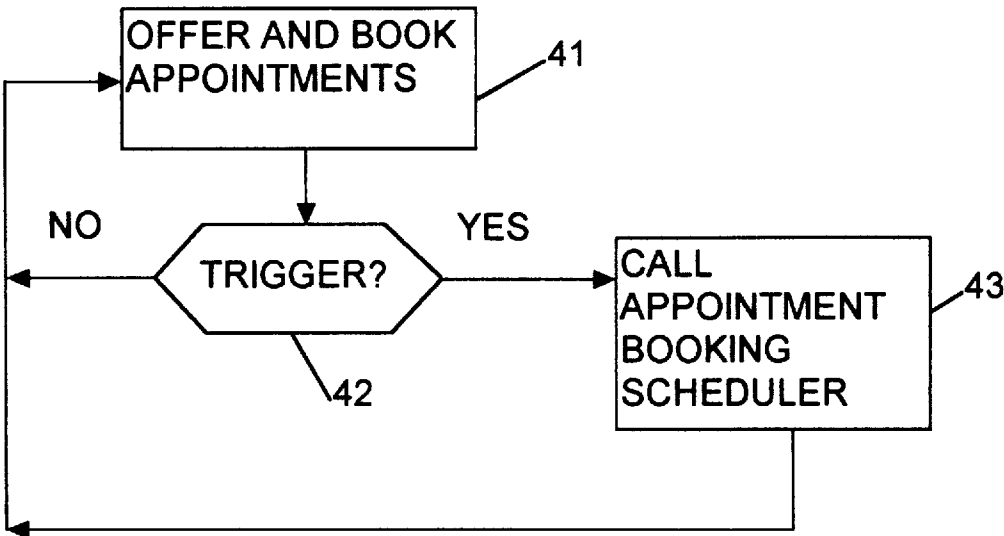 OFFER AND BOOK
APPOINTMENTS
41
NO
YES
TRIGGER?
CALL
APPOINTMENT
BOOKING
SCHEDULER
43
42